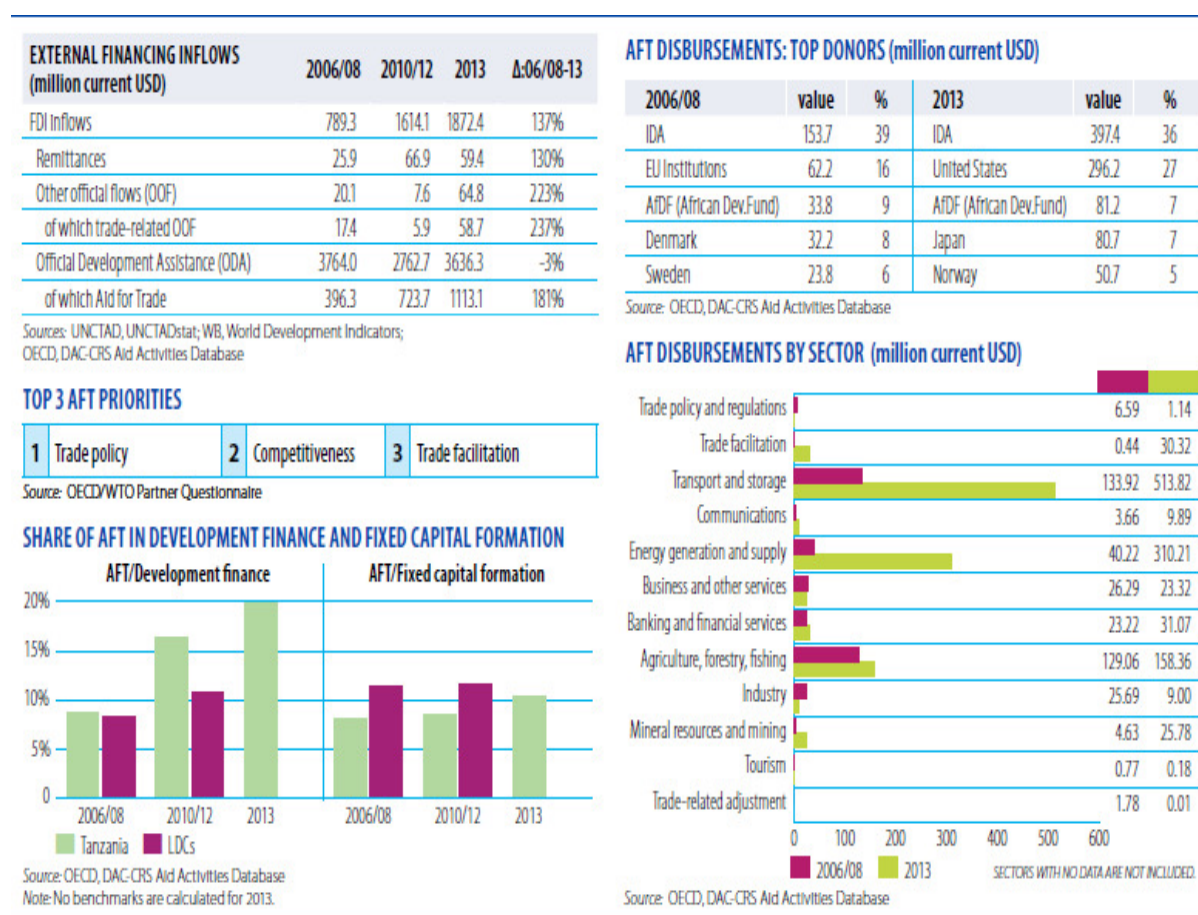 EXTERNAL FINANCING INFLOWS
(million current USD) 2006/08 2010/12 2013 Δ:06/08-13
FDI Inflows 789.3 1614.1 1872.4 137%
Remittances 25.9 66.9 59.4 130%
Other official flows (OOF) 20.1 7.6 64.8 223%
of which trade-related OOF 17.4 5.9 58.7 237%
Official Development Assistance (ODA) 3764.0 2762.7 3636.3 -3%
of which Aid for Trade 396.3 723.7 1113.1 181%
Sources: UNCTAD, UNCTADstat; WB, World Development Indicators;
OECD, DAC-CRS Aid Activities Database
TOP 3 AFT PRIORITIES
1 Trade policy 2 Competitiveness 3 Trade facilitation
Source: OECD/WTO Partner Questionnaire
SHARE OF AFT IN DEVELOPMENT FINANCE AND FIXED CAPITAL FORMATION
AFT/Development finance AFT/Fixed capital formation
20%
15%
10%
5%
0
2006/08 2010/12 2013 2006/08 2010/12 2013
Tanzania LDCs
Source: OECD, DAC-CRS Aid Activities Database
Note: No benchmarks are calculated for 2013.
AFT DISBURSEMENTS: TOP DONORS (million current USD)
2006/08 value % 2013 value %
IDA 153.7 39 IDA 397.4 36
EU Institutions 62.2 16 United States 296.2 27
AfDF (African Dev.Fund) 33.8 9 AfDF (African Dev.Fund) 81.2 7
Denmark 32.2 8 Japan 80.7 7
Sweden 23.8 6 Norway 50.7 5
Source: OECD, DAC-CRS Aid Activities Database
AFT DISBURSEMENTS BY SECTOR (million current USD)
Trade policy and regulations 6.59 1.14
Trade facilitation 0.44 30.32
Transport and storage 133.92 513.82
Communications 3.66 9.89
Energy generation and supply 40.22 310.21
Business and other services 26.29 23.32
Banking and financial services 23.22 31.07
Agriculture, forestry, fishing 129.06 158.36
Industry 25.69 9.00
Mineral resources and mining 4.63 25.78
Tourism 0.77 0.18
Trade-related adjustment 1.78 0.01
0 100 200 300 400 500 600
2006/08 2013 SECTORS WITH NO DATA ARE NOT INCLUDED.
Source: OECD, DAC-CRS Aid Activities Database